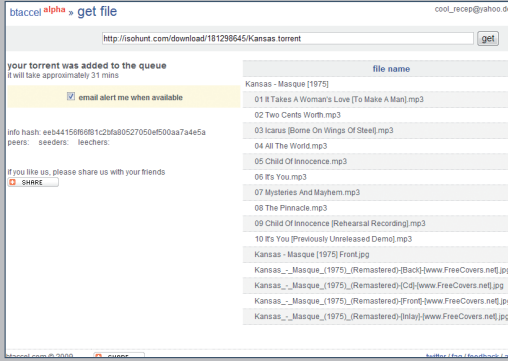 btaccel alpha » get file
cool_recep@yahoo.d
http://isohunt.com/download/181298645/Kansas.torrent
get
your torrent was added to the queue
it will take approximately 31 mins
email alert me when available
info hash: eeb44156f66f81c2bfa80527050ef500aa7a4e5a
peers: seeders: leechers:
if you like us, please share us with your friends
SHARE
file name
Kansas - Masque [1975]
01 It Takes A Woman's Love [To Make A Man].mp3
02 Two Cents Worth.mp3
03 Icarus [Borne On Wings Of Steel].mp3
04 All The World.mp3
05 Child Of Innocence.mp3
06 It's You.mp3
07 Mysteries And Mayhem.mp3
08 The Pinnacle.mp3
09 Child Of Innocence [Rehearsal Recording].mp3
10 It's You [Previously Unreleased Demo].mp3
Kansas - Masque [1975] Front.jpg
Kansas_-_Masque_(1975)_(Remastered)-[Back]-[www.FreeCovers.net].jpg
Kansas_-_Masque_(1975)_(Remastered)-[Cd]-[www.FreeCovers.net].jpg
Kansas_-_Masque_(1975)_(Remastered)-[Front]-[www.FreeCovers.net].jpg
Kansas_-_Masque_(1975)_(Remastered)-[Inlay]-[www.FreeCovers.net].jpg
btaccel.com © 2009
SHARE
twitter / faq / feedback /